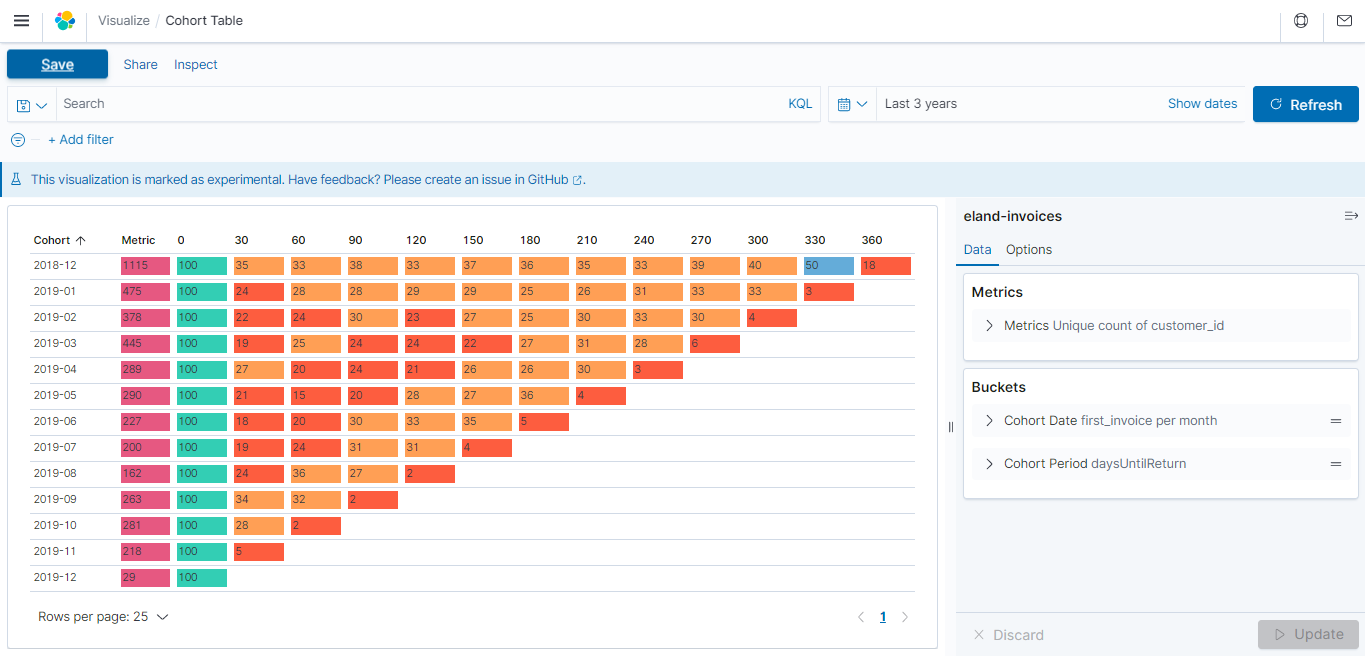 Visualize / Cohort Table
Save Share Inspect
Search KQL Last 3 years Show dates Refresh
+ Add filter
This visualization is marked as experimental. Have feedback? Please create an issue in GitHub.
Cohort Metric 0 30 60 90 120 150 180 210 240 270 300 330 360
2018-12 1115 100 35 33 38 33 37 36 35 33 39 40 50 18
2019-01 475 100 24 28 28 29 29 25 26 31 33 33 3
2019-02 378 100 22 24 30 23 27 25 30 33 30 4
2019-03 445 100 19 25 24 24 22 27 31 28 6
2019-04 289 100 27 20 24 21 26 26 30 3
2019-05 290 100 21 15 20 28 27 36 4
2019-06 227 100 18 20 30 33 35 5
2019-07 200 100 19 24 31 31 4
2019-08 162 100 24 36 27 2
2019-09 263 100 34 32 2
2019-10 281 100 28 2
2019-11 218 100 5
2019-12 29 100
Rows per page: 25 1
eland-invoices
Data Options
Metrics
Metrics Unique count of customer_id
Buckets
Cohort Date first_invoice per month
Cohort Period daysUntilReturn
Discard Update